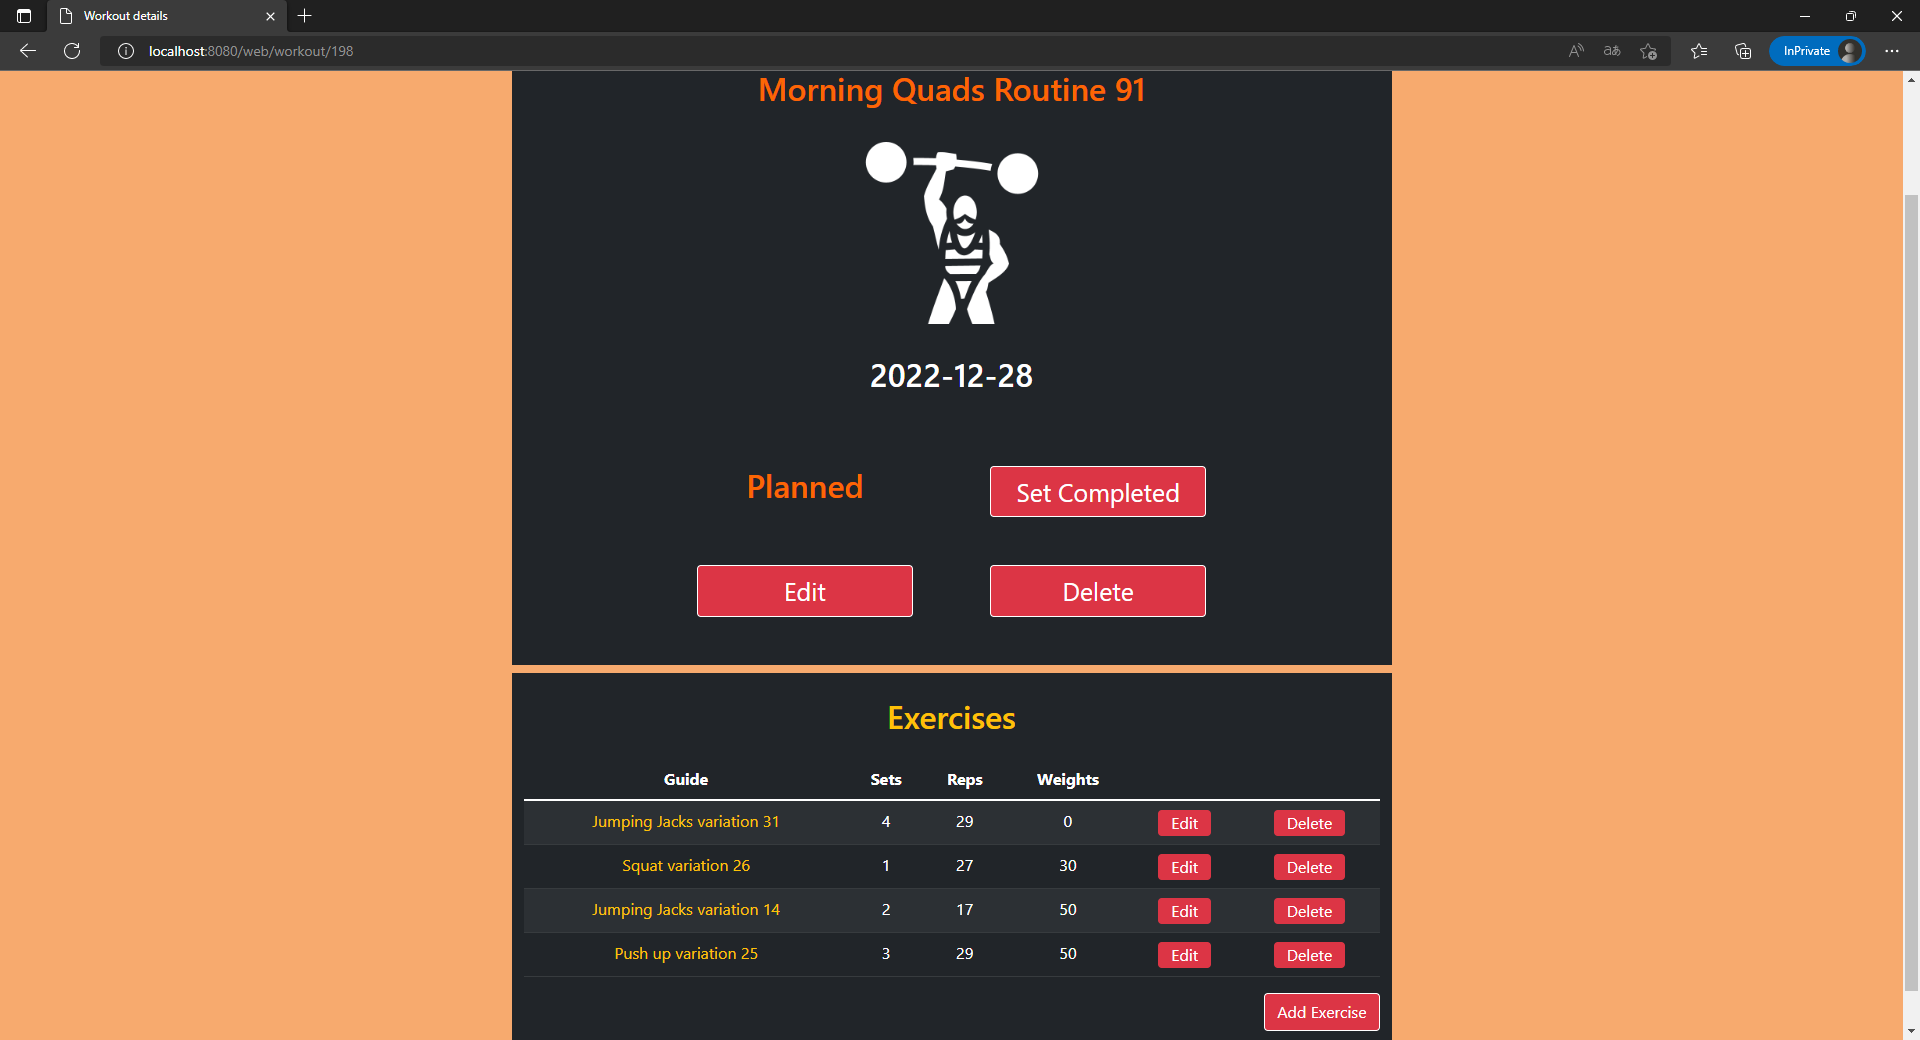 Workout details
localhost:8080/web/workout/198
InPrivate
Morning Quads Routine 91
2022-12-28
Planned
Set Completed
Edit
Delete
Exercises
Guide Sets Reps Weights
Jumping Jacks variation 31 4 29 0 Edit Delete
Squat variation 26 1 27 30 Edit Delete
Jumping Jacks variation 14 2 17 50 Edit Delete
Push up variation 25 3 29 50 Edit Delete
Add Exercise